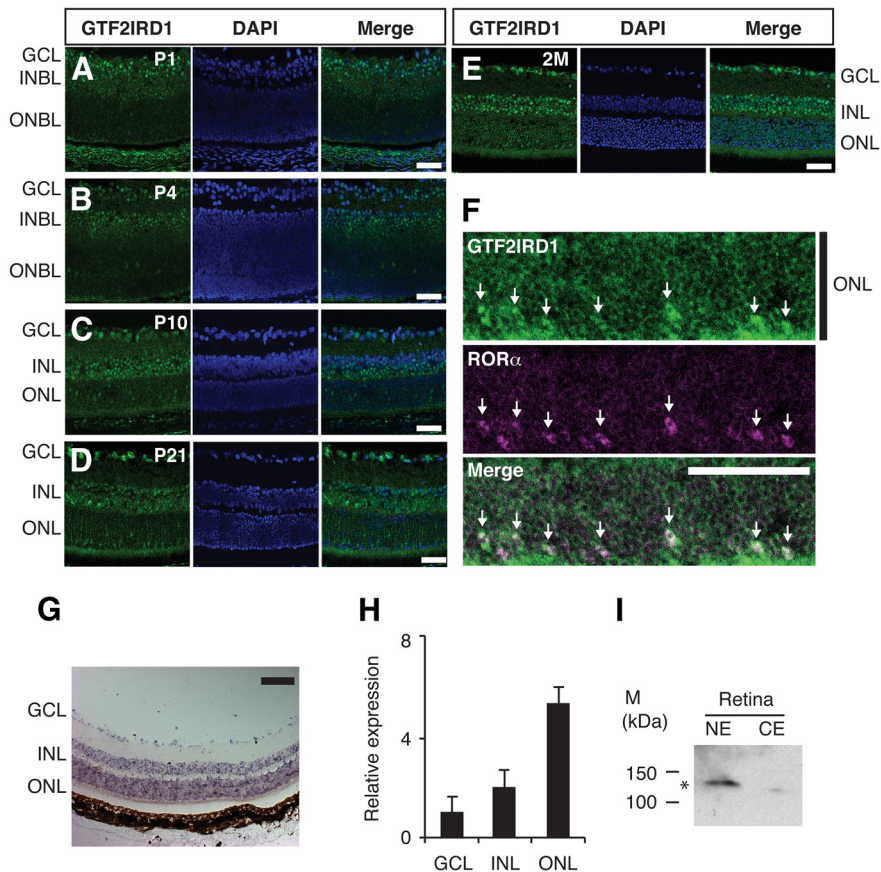 GTF2IRD1 DAPI Merge
GCL
A
P1
INBL
ONBL
GCL
B
P4
INBL
ONBL
C
P10
GCL
INL
ONL
GCL
D
P21
INL
ONL
GTF2IRD1 DAPI Merge
E
2M
GCL
INL
ONL
F
GTF2IRD1
ONL
RORα
Merge
G
GCL
INL
ONL
H
Relative expression
8
4
0
GCL INL ONL
I
M
(kDa)
Retina
NE CE
150
*
100